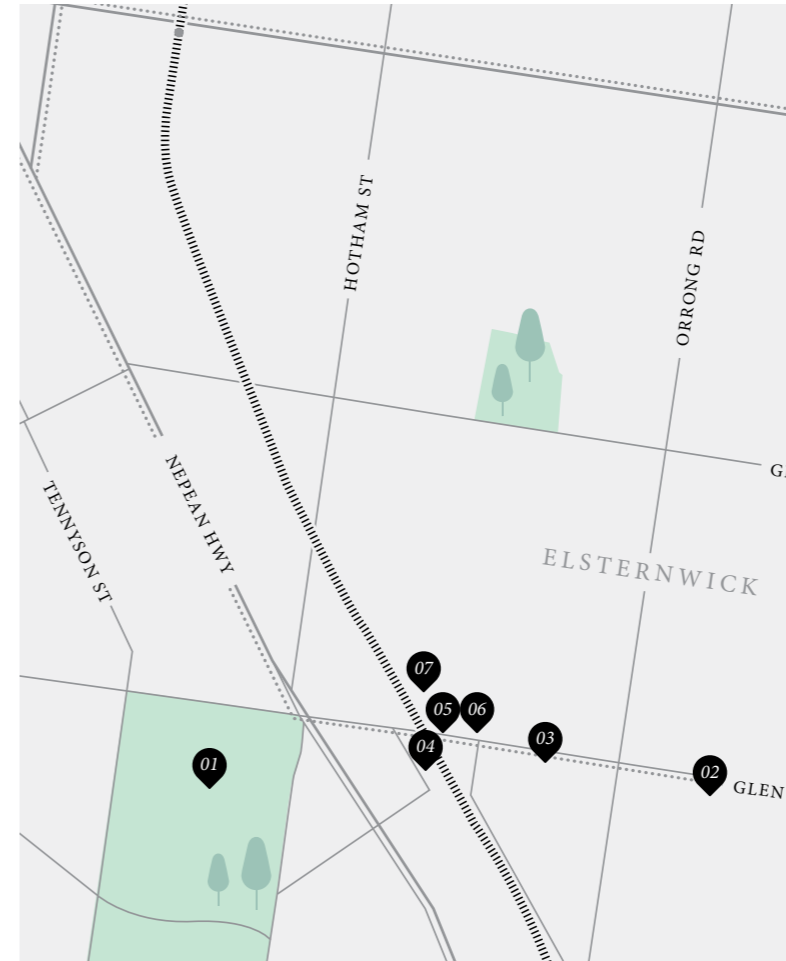 HOTHAM ST
ORRONG RD
G
NEPEAN HWY
TENNYSON ST
ELSTERNWICK
07
05
06
03
04
01
02
GLEN